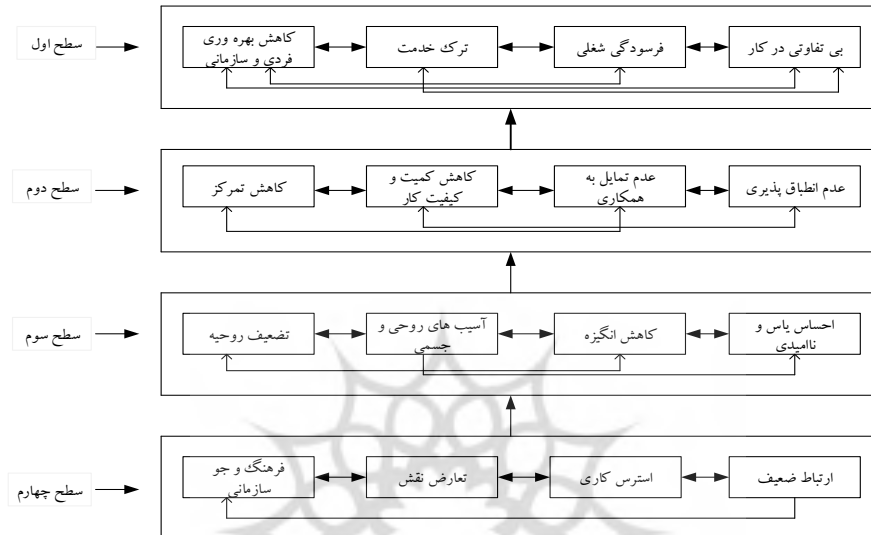 سطح اول
بی تفاوتی در کار
فرسودگی شغلی
ترک خدمت
کاهش بهره وری
فردی و سازمانی
سطح دوم
عدم انطباق پذیری
عدم تمایل به
همکاری
کاهش کمیت و
کیفیت کار
کاهش تمرکز
سطح سوم
احساس یاس و
ناامیدی
کاهش انگیزه
آسیب های روحی و
جسمی
تضعیف روحیه
سطح چهارم
ارتباط ضعیف
استرس کاری
تعارض نقش
فرهنگ و جو
سازمانی